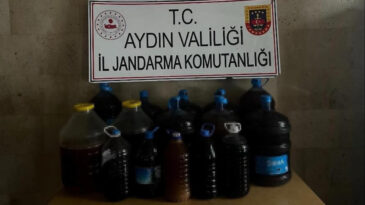 T.C.
AYDIN VALİLİĞİ
İL JANDARMA KOMUTANLIĞI